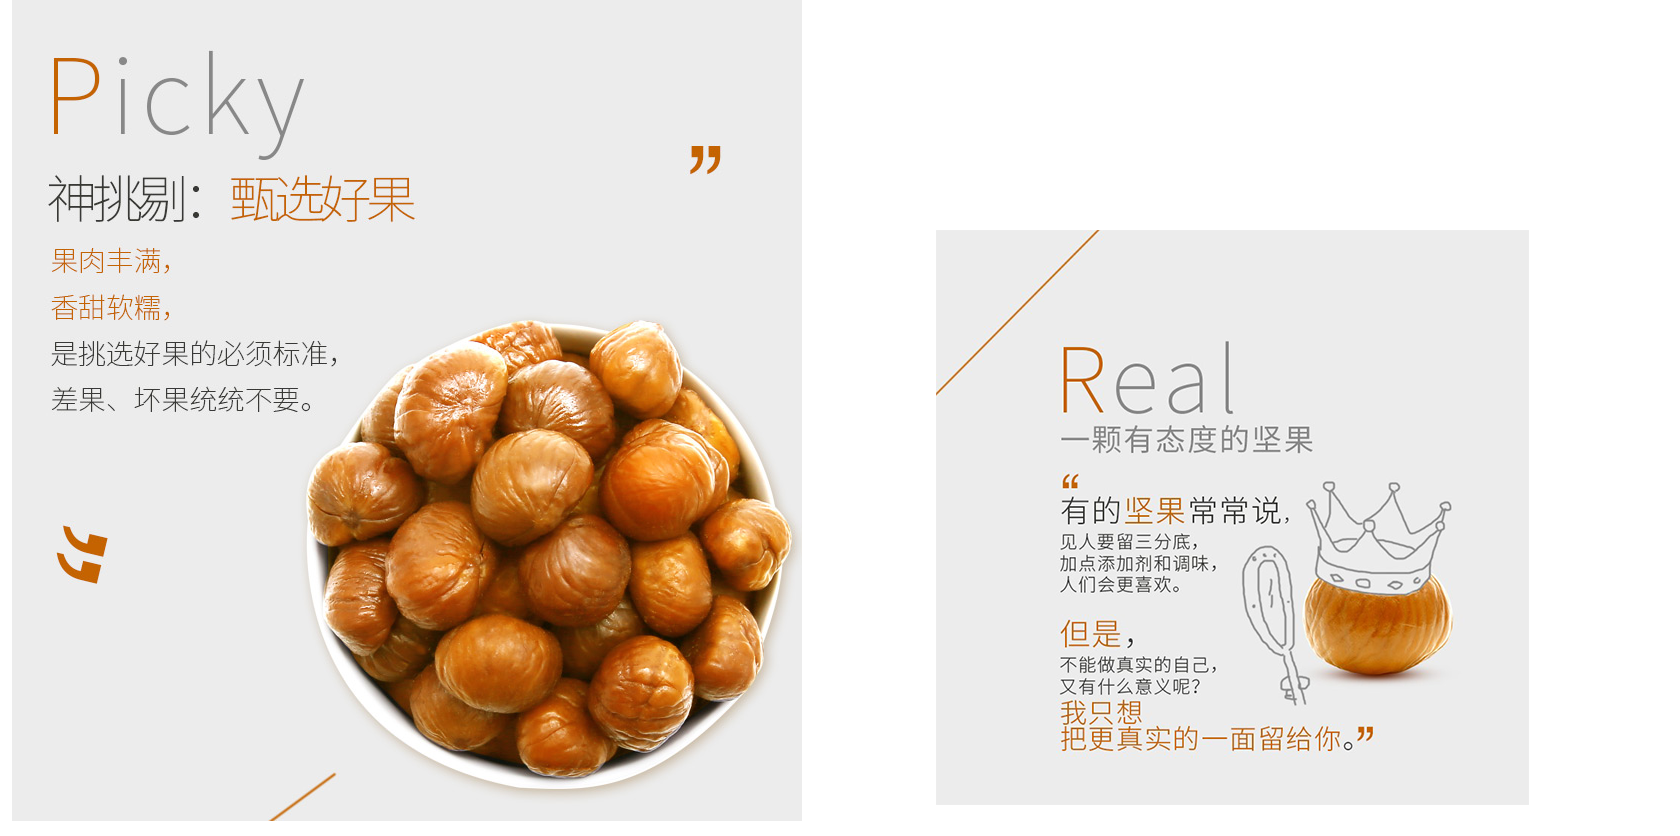 Picky
”
神挑剔：甄选好果
果肉丰满，
香甜软糯，
是挑选好果的必须标准，
差果、坏果统统不要。
”
Real
一颗有态度的坚果
“
有的坚果常常说，
见人要留三分底，
加点添加剂和调味，
人们会更喜欢。
但是，
不能做真实的自己，
又有什么意义呢？
我只想
把更真实的一面留给你。”